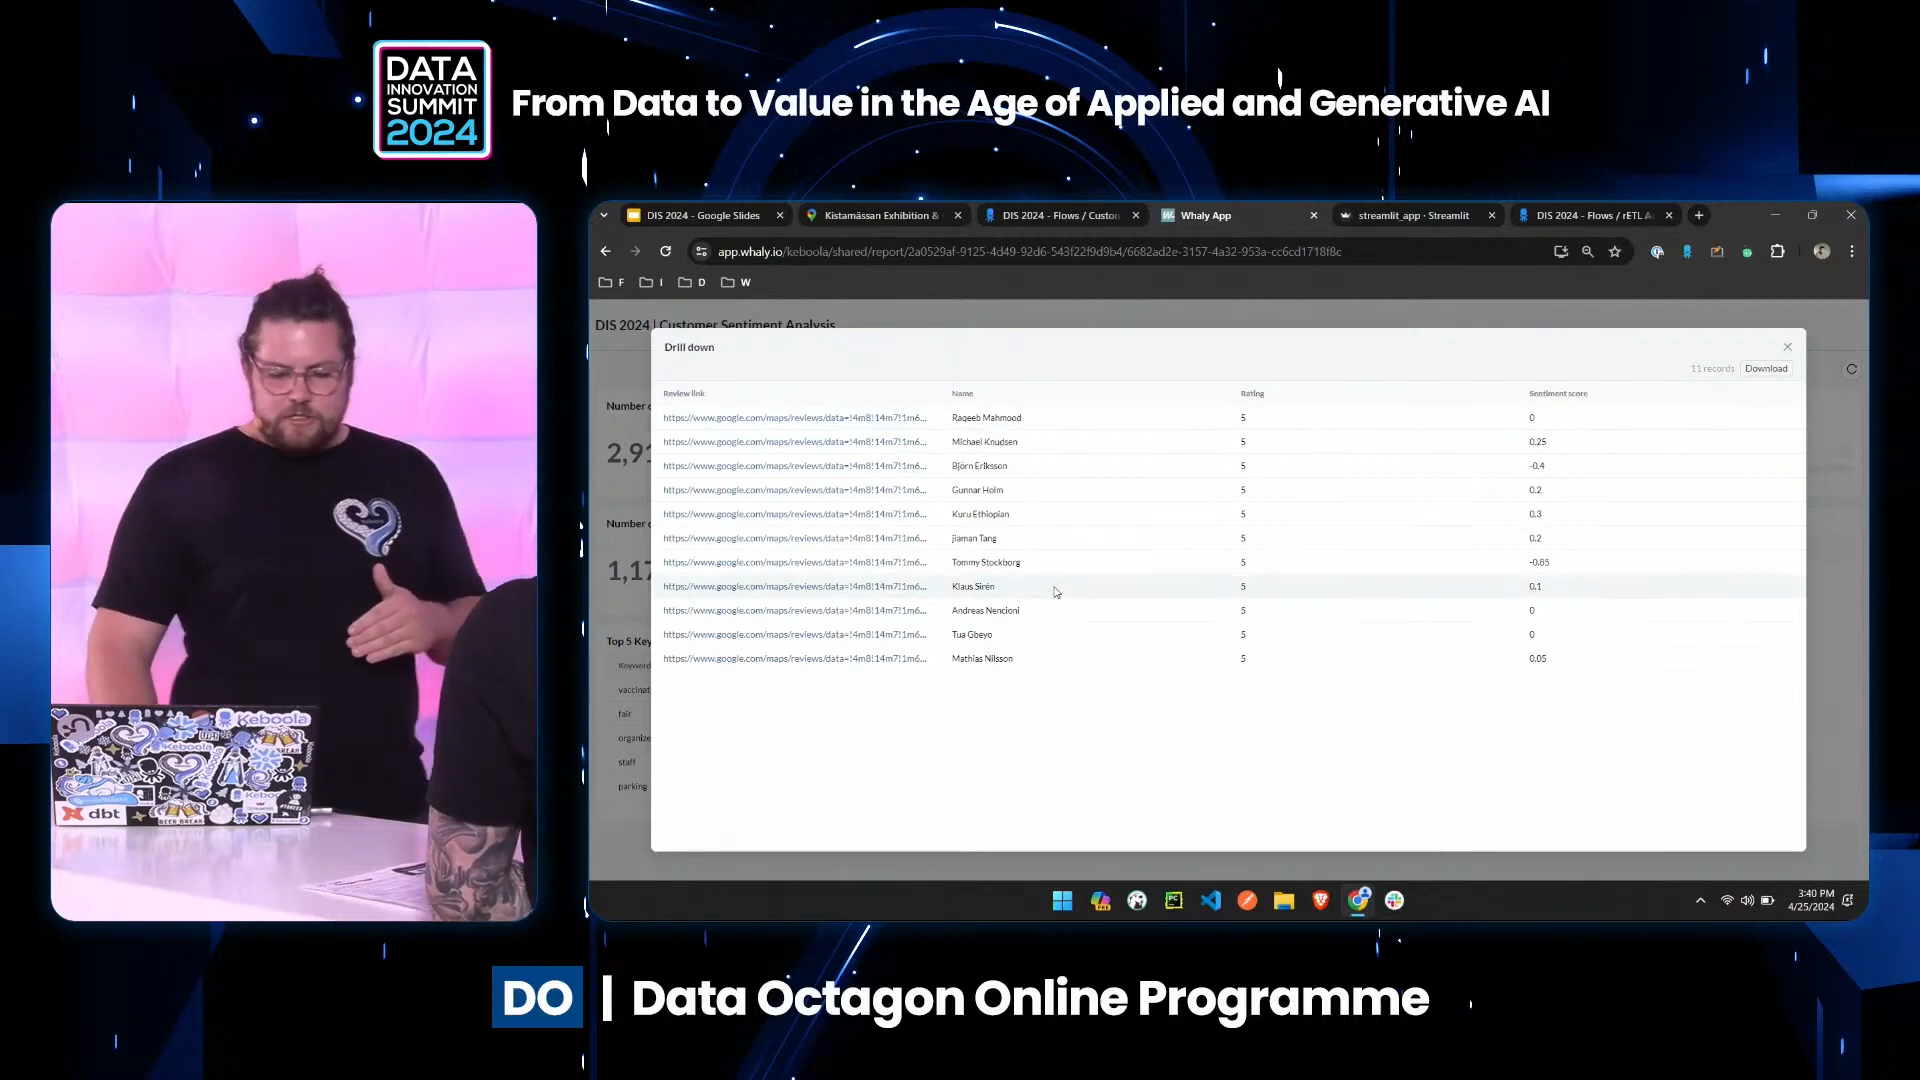 DATA
INNOVATION
SUMMIT
2024
From Data to Value in the Age of Applied and Generative AI
DIS 2024 - Google Slides
Kistamässan Exhibition &
DIS 2024 - Flows / Custon
Whaly App
streamlit_app · Streamlit
DIS 2024 - Flows / rETL A
app.whaly.io/keboola/shared/report/2a0529af-9125-4d49-92d6-543f22f9d9b4/6682ad2e-3157-4a32-953a-cc6cd1718f8c
F I D W
DIS 2024 | Customer Sentiment Analysis
Drill down
11 records Download
Review link Name Rating Sentiment score
https://www.google.com/maps/reviews/data=!4m8!14m7!1m6... Raqeeb Mahmood 5 0
https://www.google.com/maps/reviews/data=!4m8!14m7!1m6... Michael Knudsen 5 0.25
https://www.google.com/maps/reviews/data=!4m8!14m7!1m6... Björn Eriksson 5 -0.4
https://www.google.com/maps/reviews/data=!4m8!14m7!1m6... Gunnar Holm 5 0.2
https://www.google.com/maps/reviews/data=!4m8!14m7!1m6... Kuru Ethiopian 5 0.3
https://www.google.com/maps/reviews/data=!4m8!14m7!1m6... jiaman Tang 5 0.2
https://www.google.com/maps/reviews/data=!4m8!14m7!1m6... Tommy Stockborg 5 -0.85
https://www.google.com/maps/reviews/data=!4m8!14m7!1m6... Klaus Sirén 5 0.1
https://www.google.com/maps/reviews/data=!4m8!14m7!1m6... Andreas Nencioni 5 0
https://www.google.com/maps/reviews/data=!4m8!14m7!1m6... Tua Gbeyo 5 0
https://www.google.com/maps/reviews/data=!4m8!14m7!1m6... Mathias Nilsson 5 0.05
Number
2,91
Number
1,17
Top 5 Key
Keyword
vaccinat
fair
organize
staff
parking
Keboola
Keboola
Keboola
dbt
BEER BREAK
3:40 PM
4/25/2024
DO | Data Octagon Online Programme